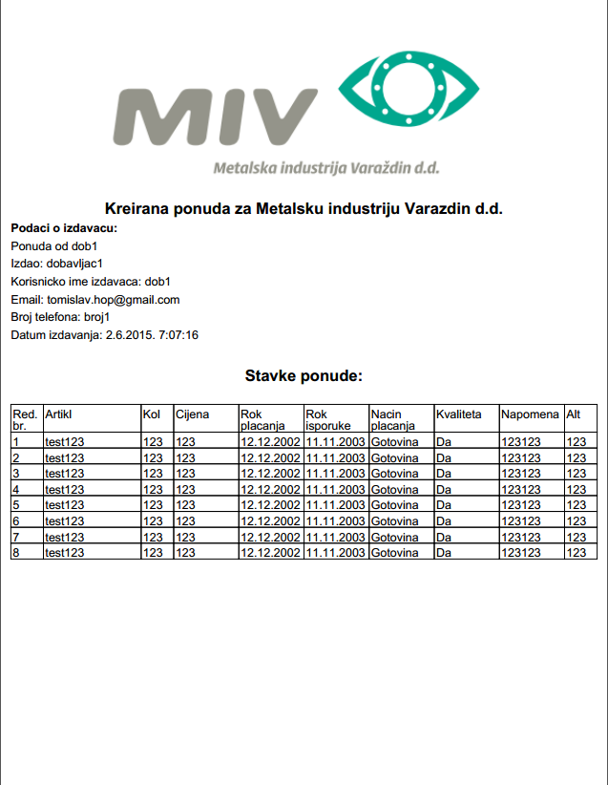 MIV
Metalska industrija Varaždin d.d.
Kreirana ponuda za Metalsku industriju Varazdin d.d.
Podaci o izdavacu:
Ponuda od dob1
Izdao: dobavljac1
Korisnicko ime izdavaca: dob1
Email: tomislav.hop@gmail.com
Broj telefona: broj1
Datum izdavanja: 2.6.2015. 7:07:16
Stavke ponude:
Red. br. Artikl Kol Cijena Rok placanja Rok isporuke Nacin placanja Kvaliteta Napomena Alt
1 test123 123 123 12.12.2002 11.11.2003 Gotovina Da 123123 123
2 test123 123 123 12.12.2002 11.11.2003 Gotovina Da 123123 123
3 test123 123 123 12.12.2002 11.11.2003 Gotovina Da 123123 123
4 test123 123 123 12.12.2002 11.11.2003 Gotovina Da 123123 123
5 test123 123 123 12.12.2002 11.11.2003 Gotovina Da 123123 123
6 test123 123 123 12.12.2002 11.11.2003 Gotovina Da 123123 123
7 test123 123 123 12.12.2002 11.11.2003 Gotovina Da 123123 123
8 test123 123 123 12.12.2002 11.11.2003 Gotovina Da 123123 123